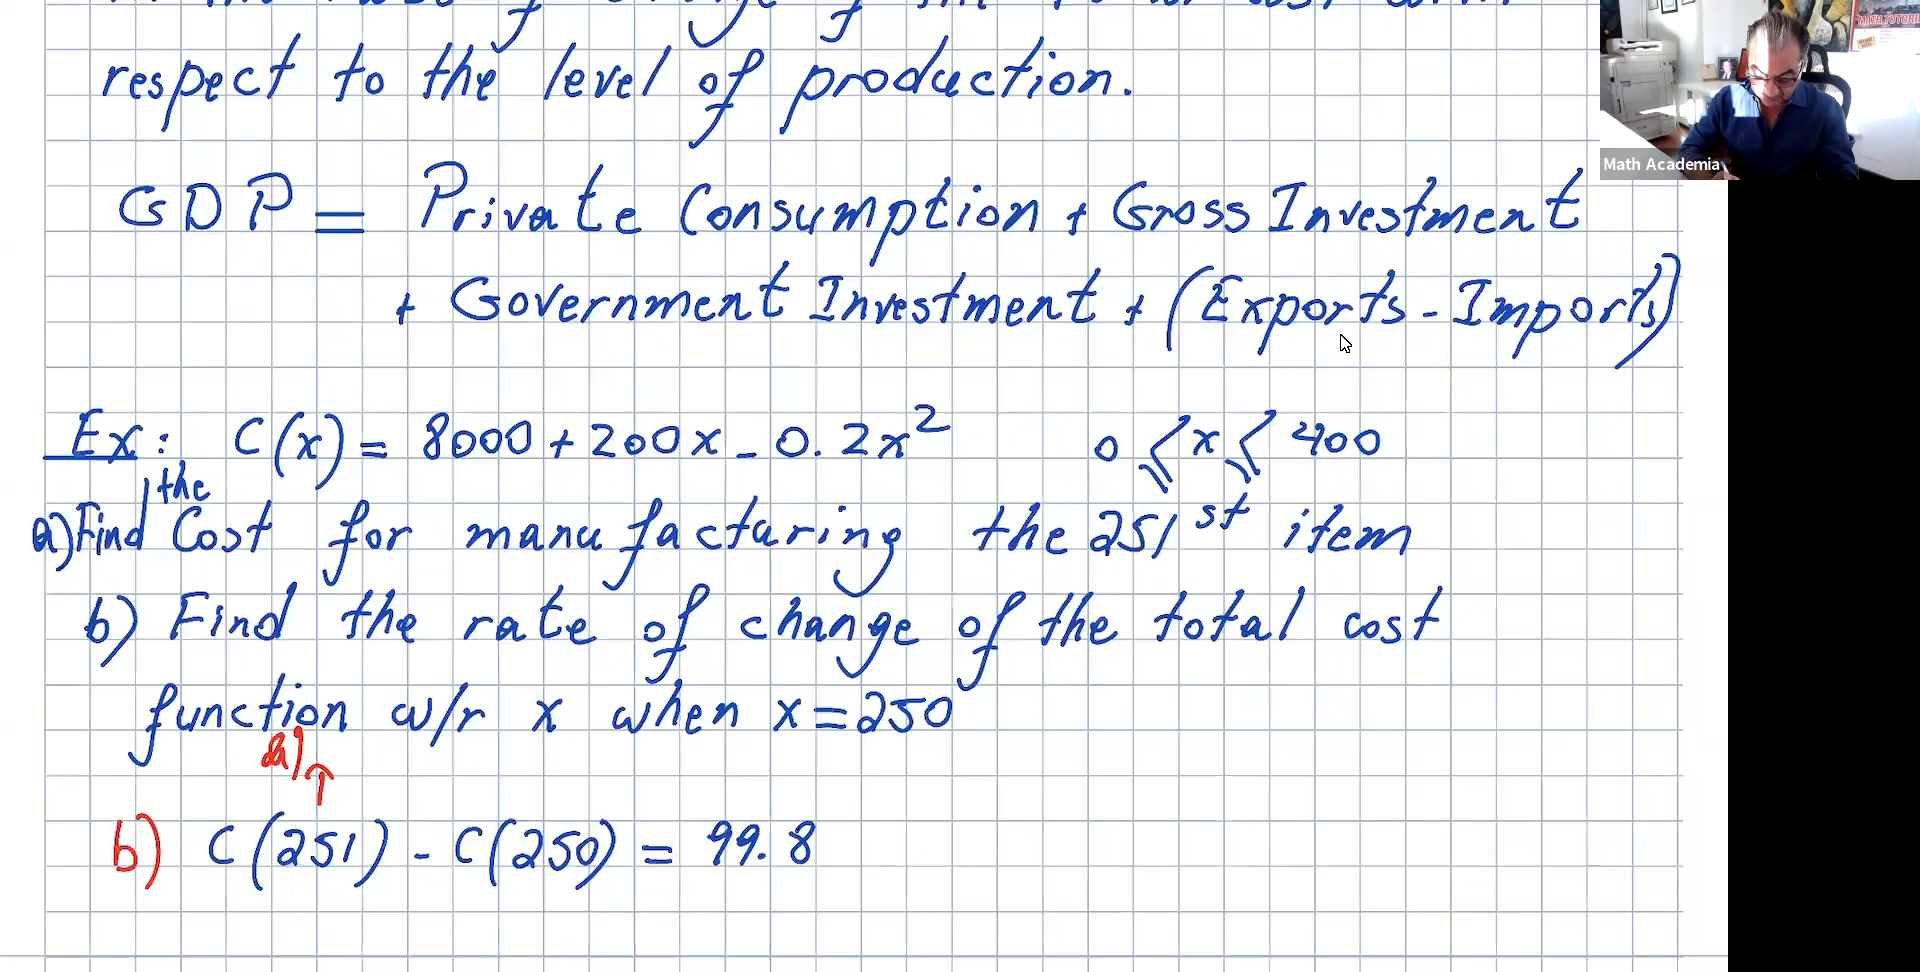 respect to the level of production.
GDP = Private Consumption + Gross Investment
+ Government Investment + (Exports - Imports)
Ex: C(x) = 8000 + 200x - 0.2x² 0 ≤ x ≤ 400
the
a) Find Cost for manufacturing the 251st item
b) Find the rate of change of the total cost
function w/r x when x = 250
a) ↑
b) C(251) - C(250) = 99.8
Math Academia